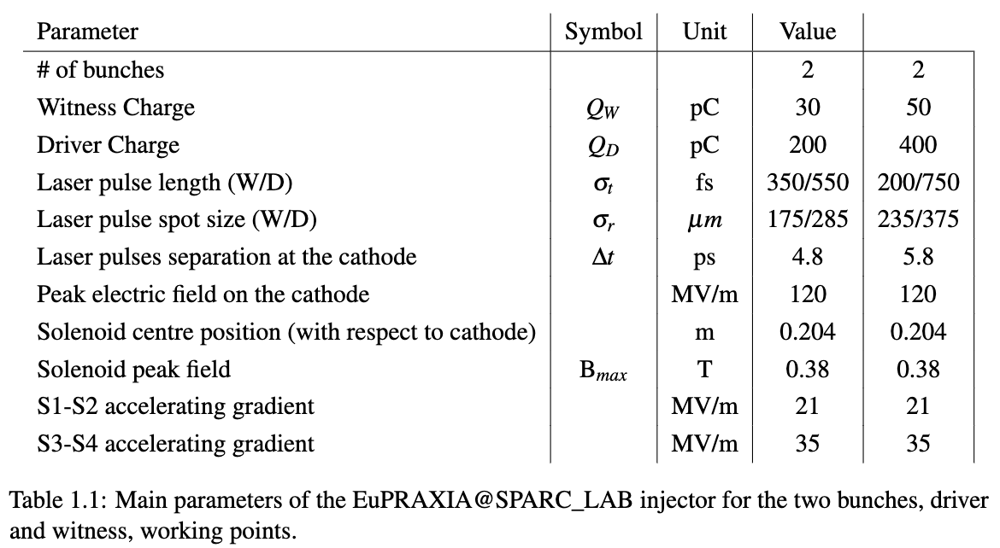 Parameter Symbol Unit Value
# of bunches 2 2
Witness Charge Q_W pC 30 50
Driver Charge Q_D pC 200 400
Laser pulse length (W/D) σ_t fs 350/550 200/750
Laser pulse spot size (W/D) σ_r μm 175/285 235/375
Laser pulses separation at the cathode Δt ps 4.8 5.8
Peak electric field on the cathode MV/m 120 120
Solenoid centre position (with respect to cathode) m 0.204 0.204
Solenoid peak field B_max T 0.38 0.38
S1-S2 accelerating gradient MV/m 21 21
S3-S4 accelerating gradient MV/m 35 35
Table 1.1: Main parameters of the EuPRAXIA@SPARC_LAB injector for the two bunches, driver
and witness, working points.